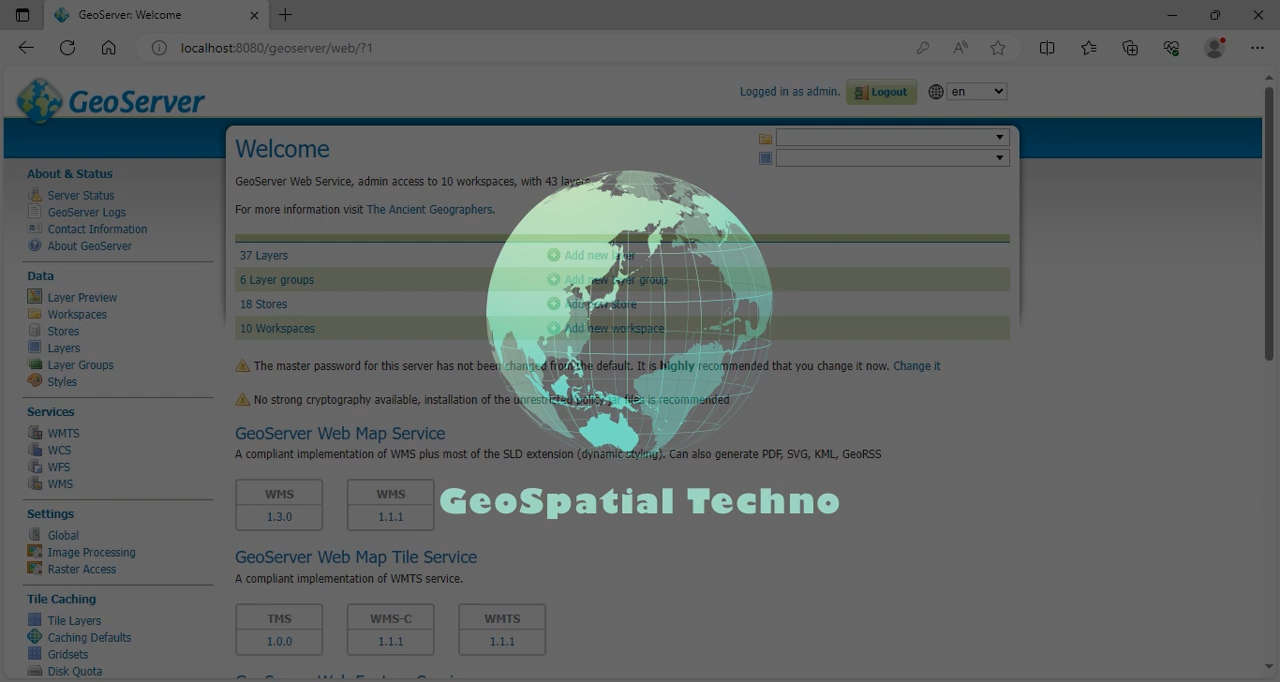 GeoServer: Welcome
localhost:8080/geoserver/web/?1
GeoServer
Logged in as admin.
Logout
en
Welcome
GeoServer Web Service, admin access to 10 workspaces, with 43 layers
For more information visit The Ancient Geographers.
37 Layers
Add new layer
6 Layer groups
Add new layer group
18 Stores
Add new store
10 Workspaces
Add new workspace
The master password for this server has not been changed from the default. It is highly recommended that you change it now. Change it
No strong cryptography available, installation of the unrestricted policy jar files is recommended
GeoServer Web Map Service
A compliant implementation of WMS plus most of the SLD extension (dynamic styling). Can also generate PDF, SVG, KML, GeoRSS
WMS
1.3.0
WMS
1.1.1
GeoServer Web Map Tile Service
A compliant implementation of WMTS service.
TMS
1.0.0
WMS-C
1.1.1
WMTS
1.1.1
About & Status
Server Status
GeoServer Logs
Contact Information
About GeoServer
Data
Layer Preview
Workspaces
Stores
Layers
Layer Groups
Styles
Services
WMTS
WCS
WFS
WMS
Settings
Global
Image Processing
Raster Access
Tile Caching
Tile Layers
Caching Defaults
Gridsets
Disk Quota
GeoSpatial Techno